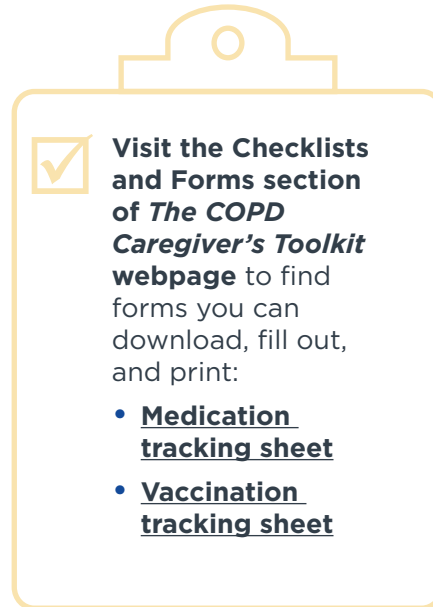 Visit the Checklists
and Forms section
of The COPD
Caregiver's Toolkit
webpage to find
forms you can
download, fill out,
and print:
• Medication
tracking sheet
• Vaccination
tracking sheet